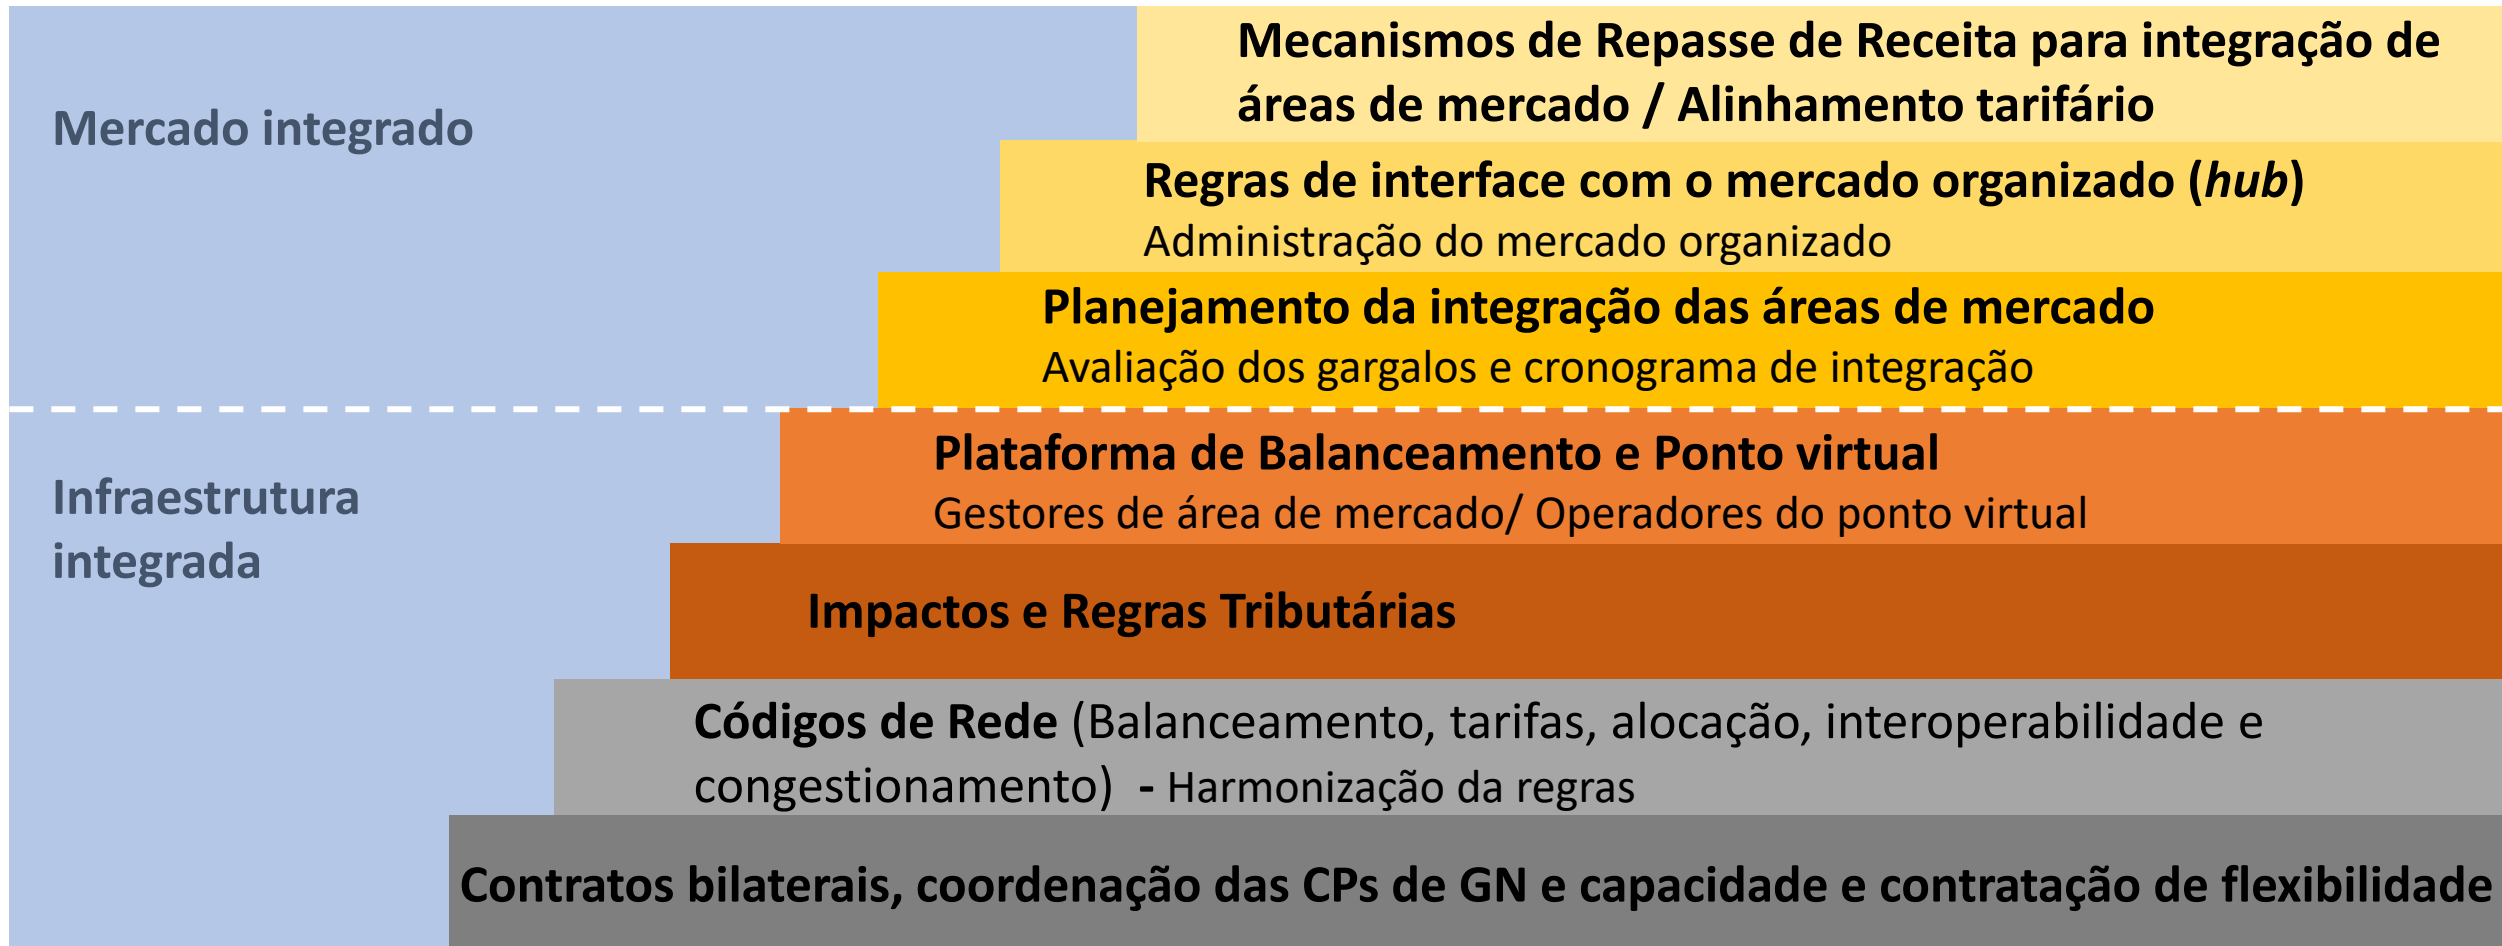 Mercado integrado
Mecanismos de Repasse de Receita para integração de
áreas de mercado / Alinhamento tarifário
Regras de interface com o mercado organizado (hub)
Administração do mercado organizado
Planejamento da integração das áreas de mercado
Avaliação dos gargalos e cronograma de integração
Infraestrutura
integrada
Plataforma de Balanceamento e Ponto virtual
Gestores de área de mercado/ Operadores do ponto virtual
Impactos e Regras Tributárias
Códigos de Rede (Balanceamento, tarifas, alocação, interoperabilidade e
congestionamento) - Harmonização da regras
Contratos bilaterais, coordenação das CPs de GN e capacidade e contratação de flexibilidade